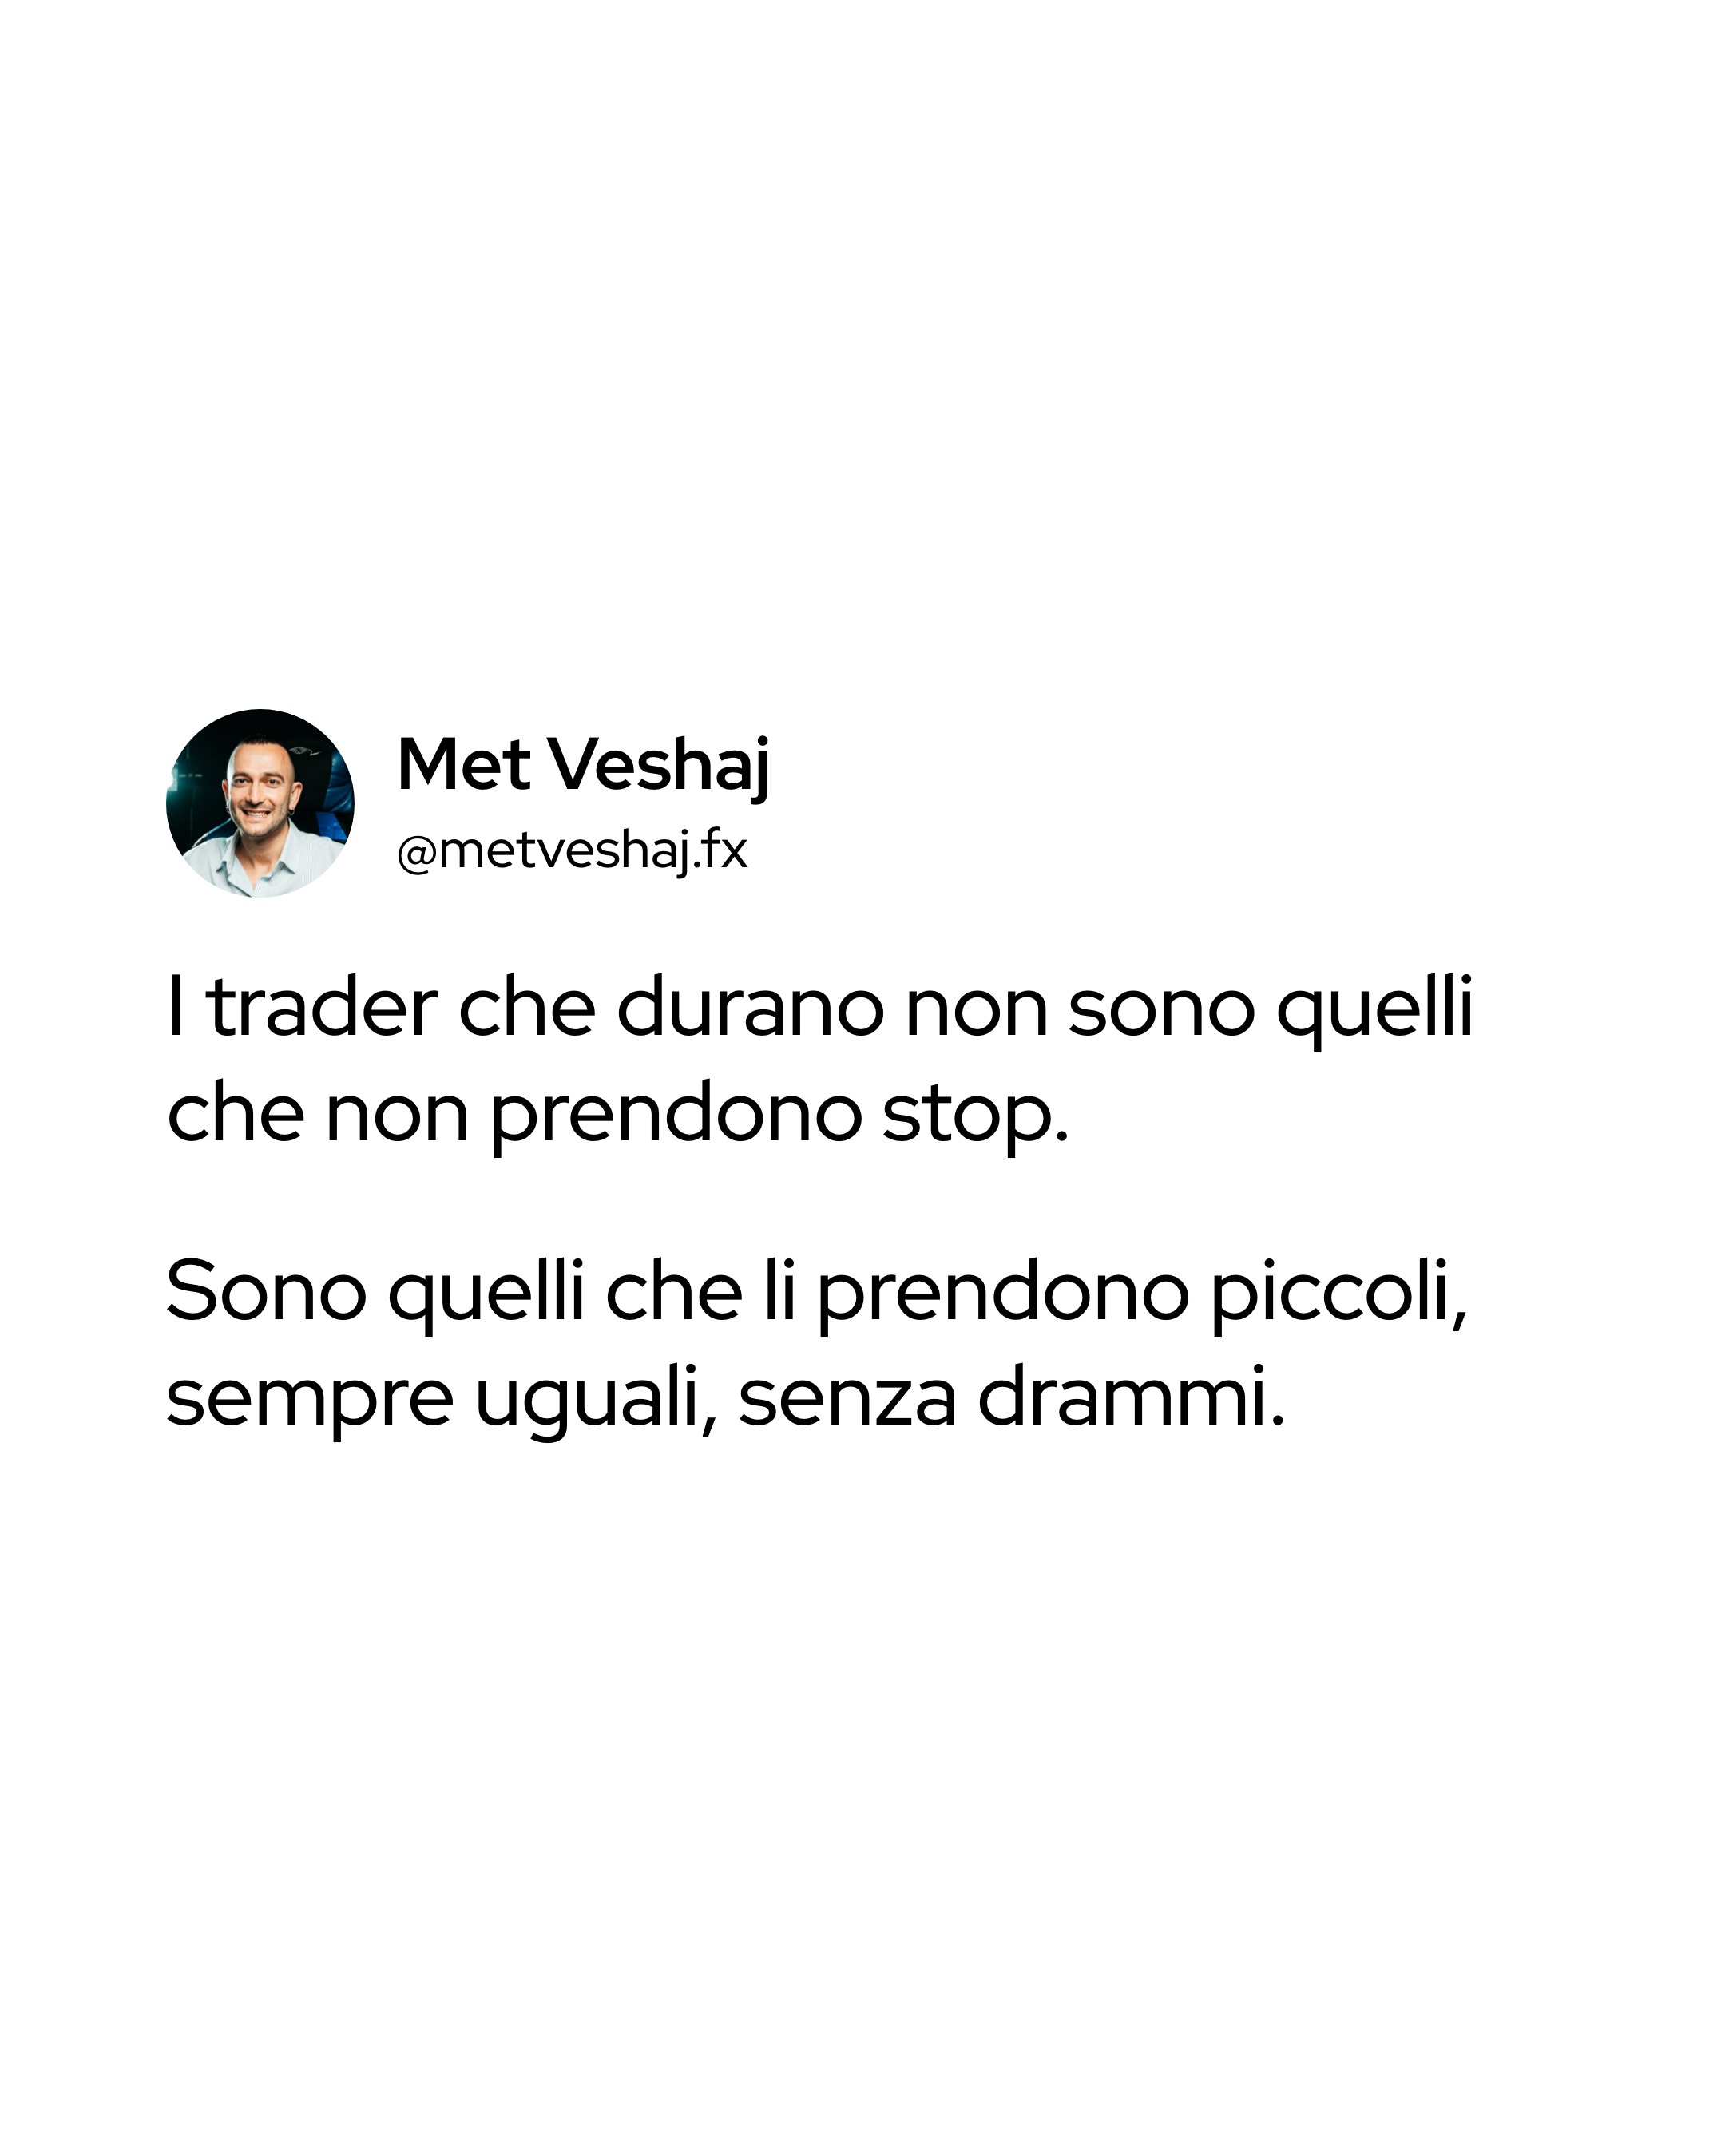 Met Veshaj
@metveshaj.fx
I trader che durano non sono quelli
che non prendono stop.
Sono quelli che li prendono piccoli,
sempre uguali, senza drammi.